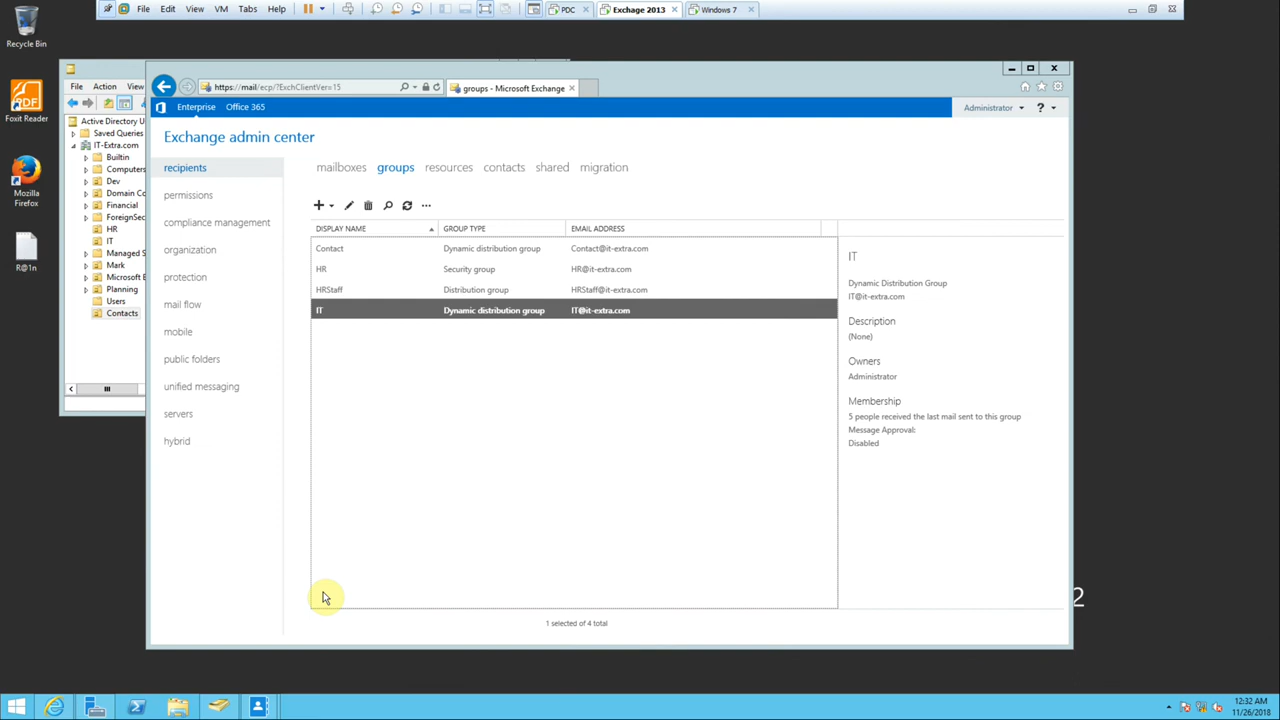 File Edit View VM Tabs Help
PDC
Exchage 2013
Windows 7
Recycle Bin
Foxit Reader
Mozilla
Firefox
R@1n
File Action View
Active Directory U
Saved Queries
IT-Extra.com
Builtin
Computers
Dev
Domain Co
Financial
ForeignSec
HR
IT
Managed S
Mark
Microsoft E
Planning
Users
Contacts
https://mail/ecp/?ExchClientVer=15
groups - Microsoft Exchange
Enterprise Office 365
Administrator ?
Exchange admin center
recipients
permissions
compliance management
organization
protection
mail flow
mobile
public folders
unified messaging
servers
hybrid
mailboxes groups resources contacts shared migration
DISPLAY NAME GROUP TYPE EMAIL ADDRESS
Contact Dynamic distribution group Contact@it-extra.com
HR Security group HR@it-extra.com
HRStaff Distribution group HRStaff@it-extra.com
IT Dynamic distribution group IT@it-extra.com
1 selected of 4 total
IT
Dynamic Distribution Group
IT@it-extra.com
Description
(None)
Owners
Administrator
Membership
5 people received the last mail sent to this group
Message Approval:
Disabled
2
12:32 AM
11/26/2018